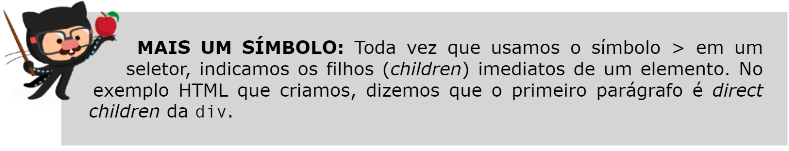 MAIS UM SÍMBOLO: Toda vez que usamos o símbolo > em um
seletor, indicamos os filhos (children) imediatos de um elemento. No
exemplo HTML que criamos, dizemos que o primeiro parágrafo é direct
children da div.